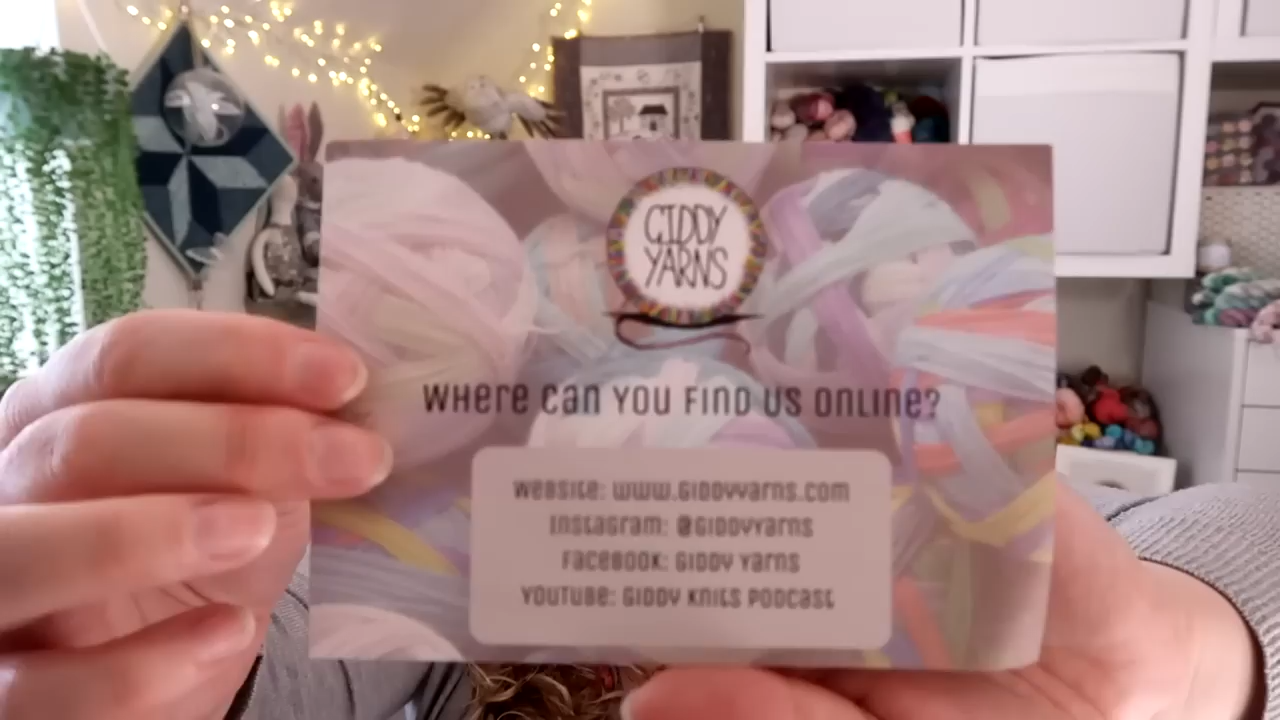 GIDDY
YARNS
WHERE CAN YOU FIND US ONLINE?
WEBSITE: WWW.GIDDYYARNS.COM
INSTAGRAM: @GIDDYYARNS
FACEBOOK: GIDDY YARNS
YOUTUBE: GIDDY KNITS PODCAST